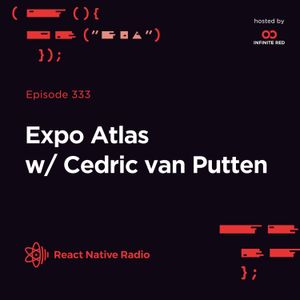 hosted by
INFINITE RED
Episode 333
Expo Atlas
w/ Cedric van Putten
React Native Radio